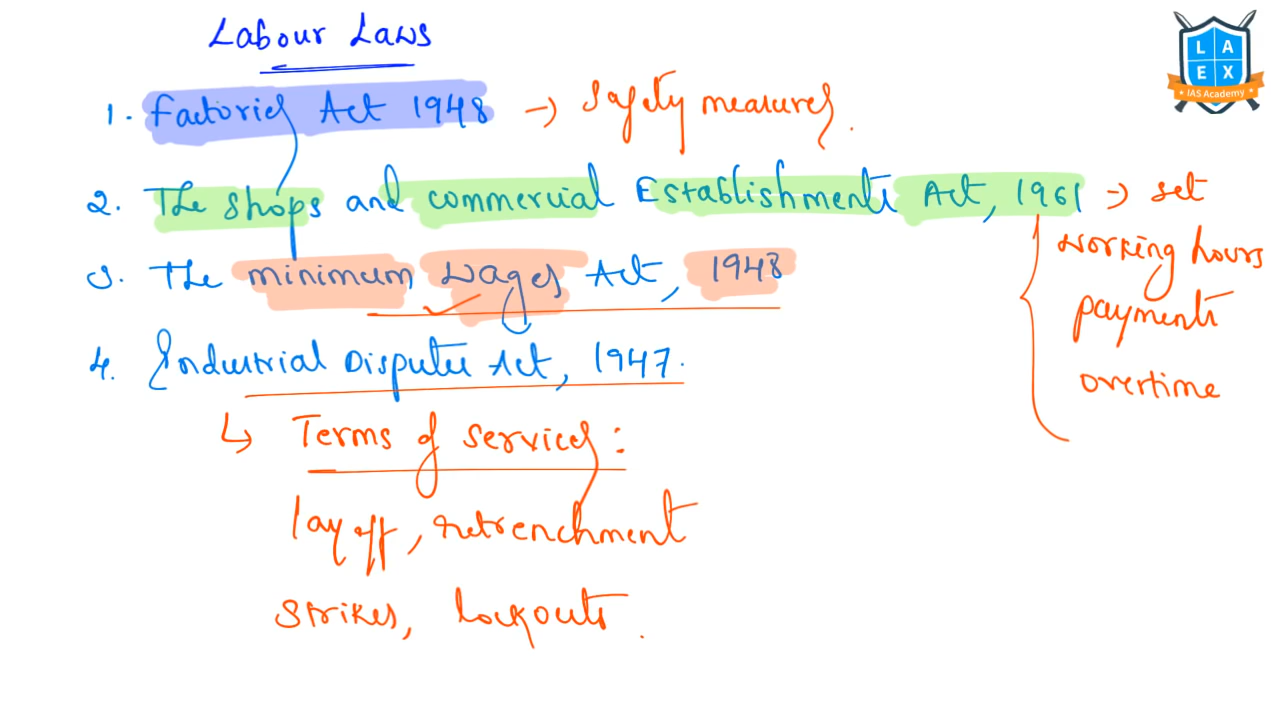 Labour Laws
L A
E X
IAS Academy
1. Factories Act 1948 → Safety measures.
2. The Shops and commercial Establishments Act, 1961 → set
working hours
payments
overtime
3. The minimum wages Act, 1948
4. Industrial Disputes Act, 1947.
↳ Terms of services:
layoff, retrenchment
strikes, lockouts.